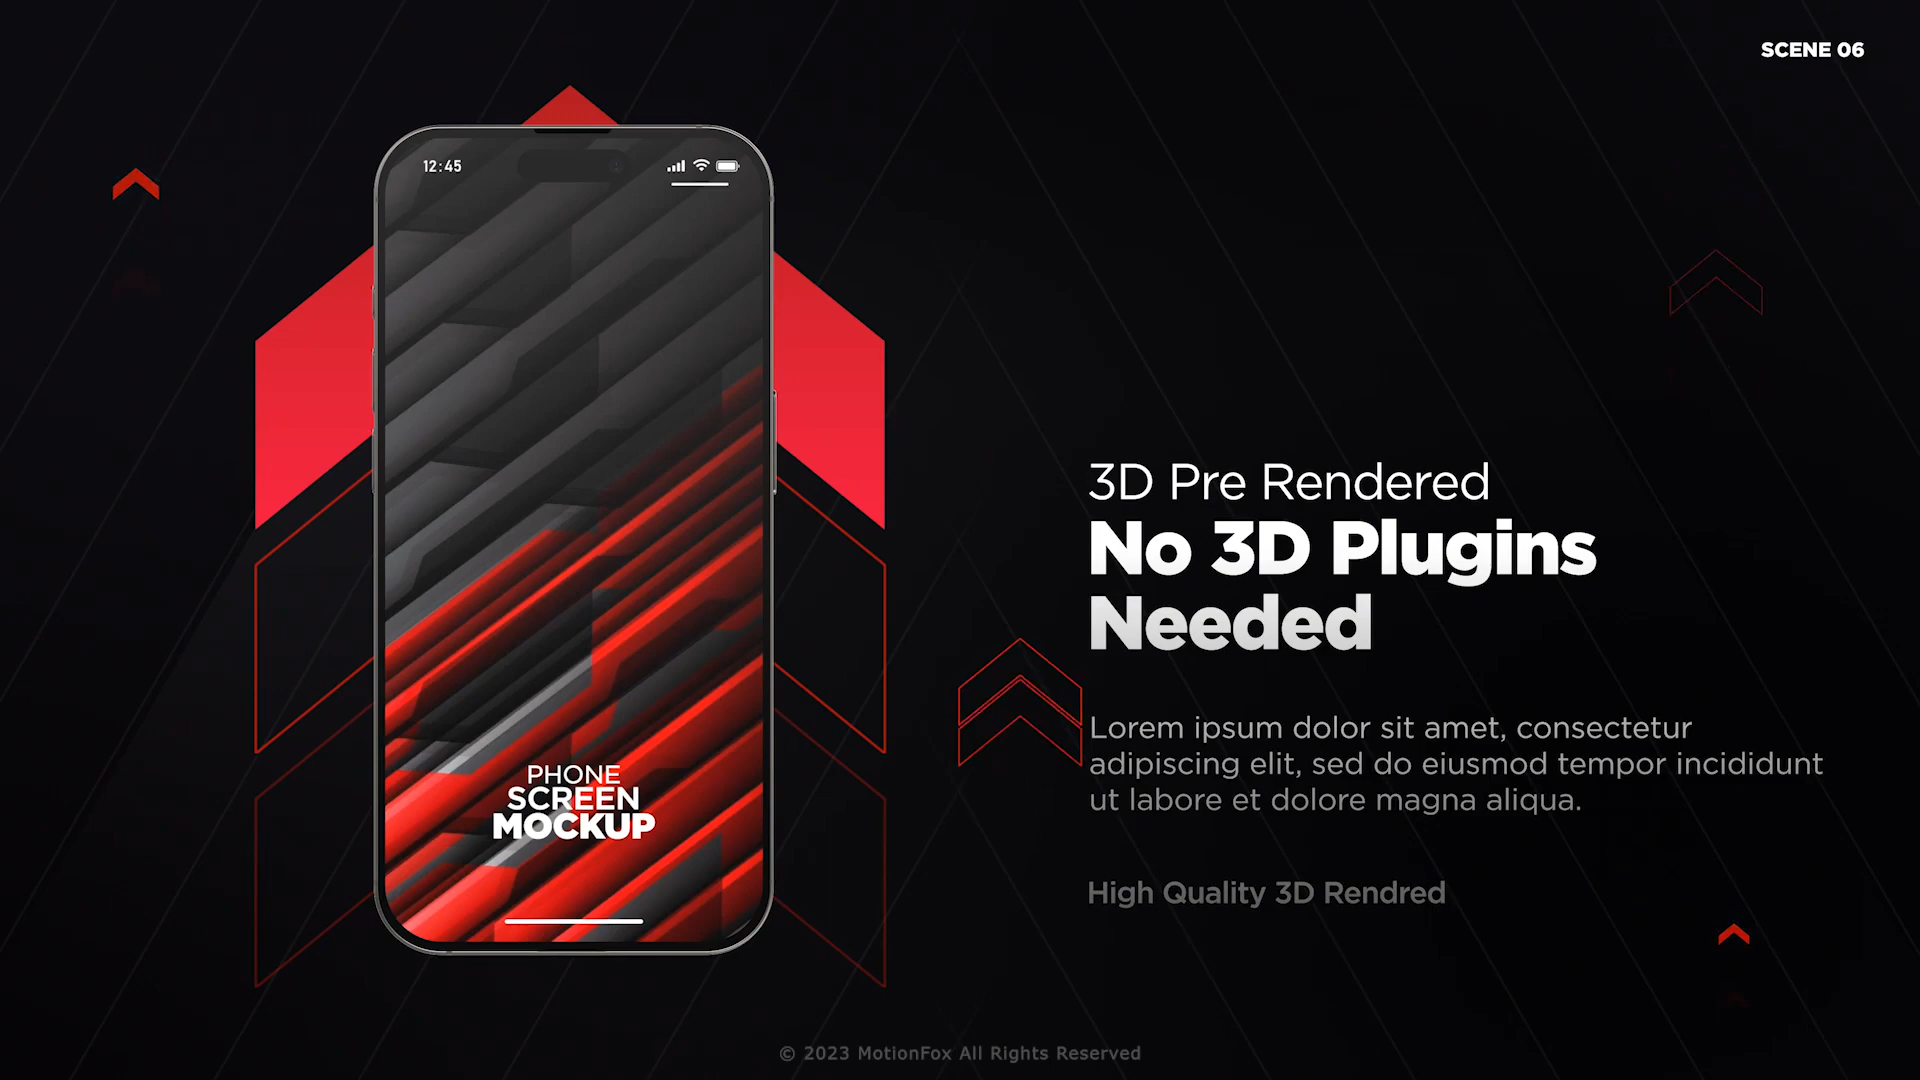 SCENE 06
12:45
3D Pre Rendered
No 3D Plugins
Needed
Lorem ipsum dolor sit amet, consectetur
adipiscing elit, sed do eiusmod tempor incididunt
ut labore et dolore magna aliqua.
PHONE
SCREEN
MOCKUP
High Quality 3D Rendred
© 2023 MotionFox All Rights Reserved